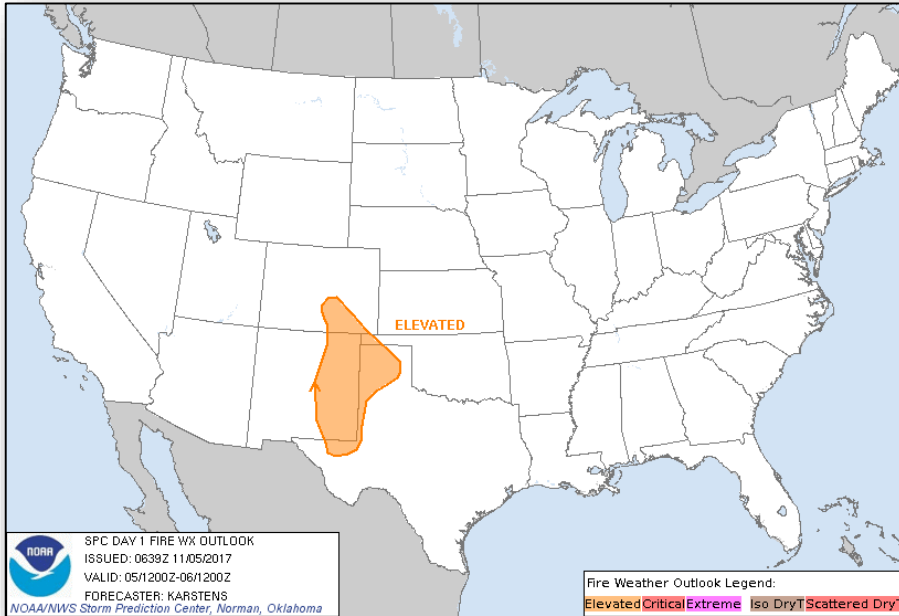 ELEVATED
NOAA
SPC DAY 1 FIRE WX OUTLOOK
ISSUED: 0639Z 11/05/2017
VALID: 05/1200Z-06/1200Z
FORECASTER: KARSTENS
NOAA/NWS Storm Prediction Center, Norman, Oklahoma
Fire Weather Outlook Legend:
Elevated Critical Extreme Iso DryT Scattered DryT